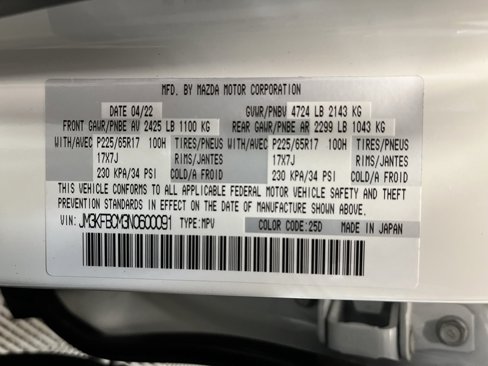 MFD. BY MAZDA MOTOR CORPORATION
DATE 04/22 GVWR/PNBV 4724 LB 2143 KG
FRONT GAWR/PNBE AV 2425 LB 1100 KG REAR GAWR/PNBE AR 2299 LB 1043 KG
WITH/AVEC P225/65R17 100H TIRES/PNEUS WITH/AVEC P225/65R17 100H TIRES/PNEUS
17X7J RIMS/JANTES 17X7J RIMS/JANTES
230 KPA/34 PSI COLD/A FROID 230 KPA/34 PSI COLD/A FROID
THIS VEHICLE CONFORMS TO ALL APPLICABLE FEDERAL MOTOR VEHICLE SAFETY AND THEFT
PREVENTION STANDARDS IN EFFECT ON THE DATE OF MANUFACTURE SHOWN ABOVE.
VIN: JM3KFBCM3N0600091 TYPE:MPV COLOR CODE:25D MADE IN JAPAN